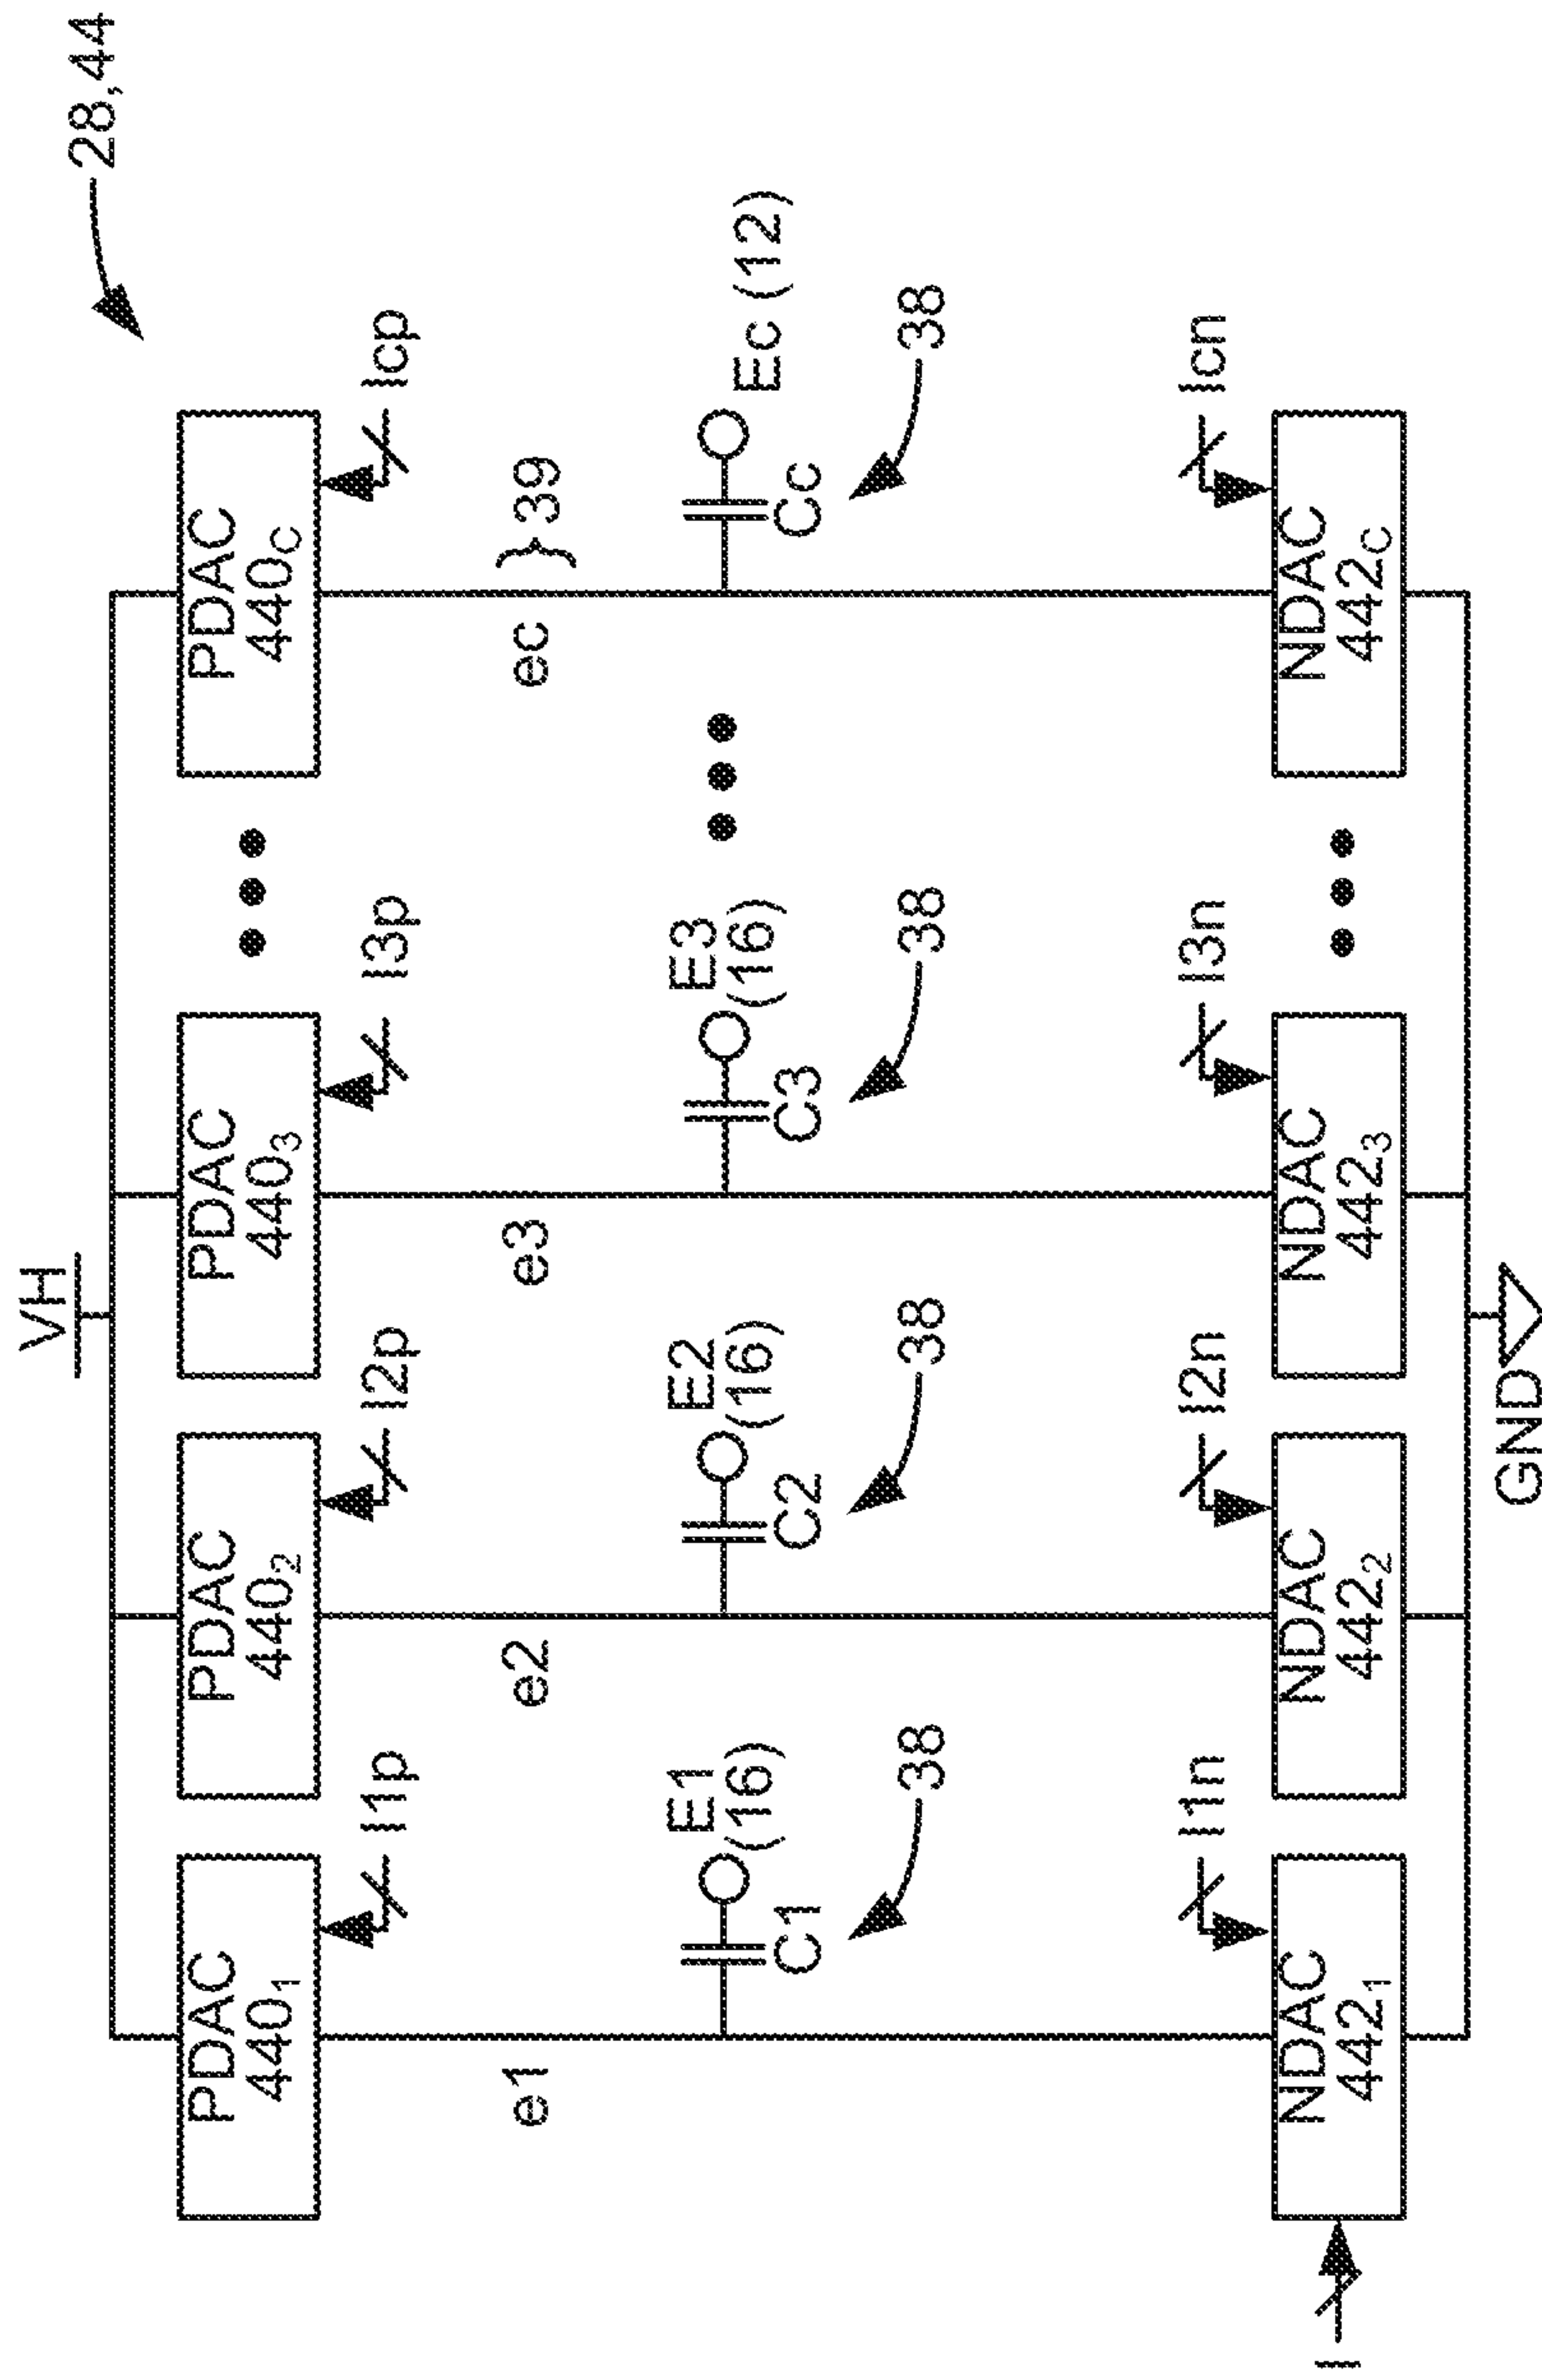 28,44
VH
PDAC
440₁
PDAC
440₂
PDAC
440₃
PDAC
440C
I1p
I2p
I3p
Icp
e1
e2
e3
ec
}39
E1
(16)
E2
(16)
E3
(16)
Ec (12)
C1
C2
C3
Cc
38
38
38
38
I1n
I2n
I3n
Icn
I
NDAC
442₁
NDAC
442₂
NDAC
442₃
NDAC
442C
GND